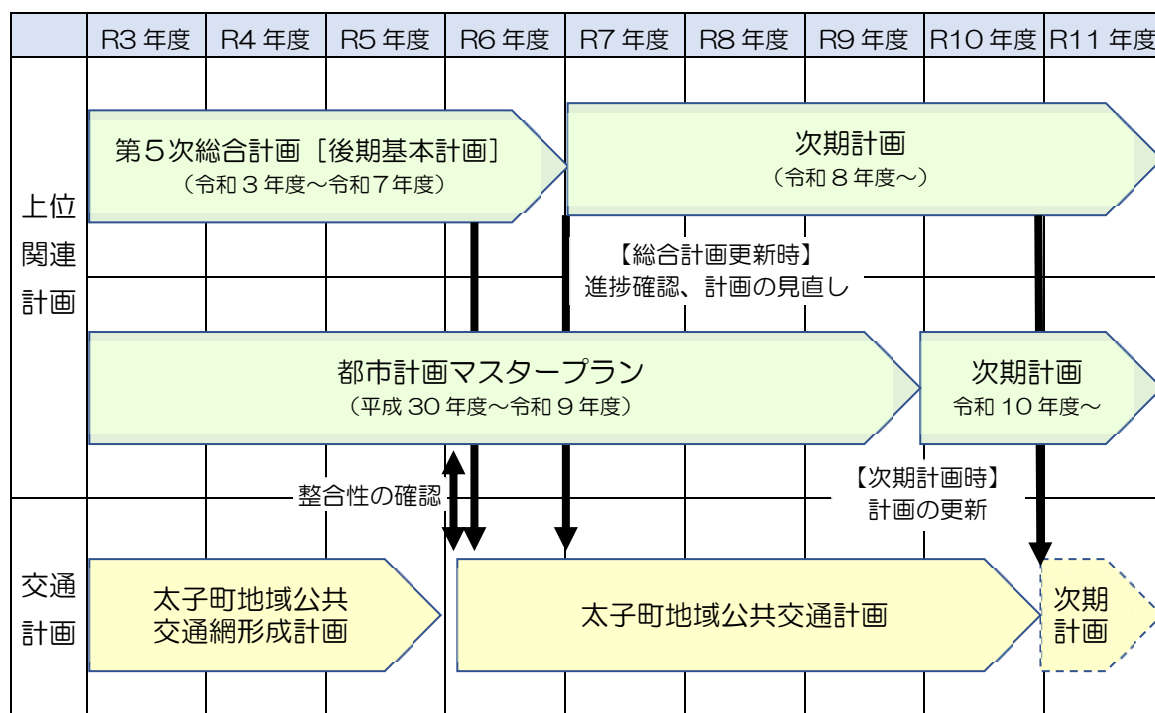 R3 年度 R4 年度 R5 年度 R6 年度 R7 年度 R8 年度 R9 年度 R10 年度 R11 年度
上位
関連
計画
第5次総合計画［後期基本計画］
（令和 3 年度～令和7年度）
次期計画
（令和 8 年度～）
【総合計画更新時】
進捗確認、計画の見直し
都市計画マスタープラン
（平成 30 年度～令和 9 年度）
次期計画
令和 10 年度～
整合性の確認
【次期計画時】
計画の更新
交通
計画
太子町地域公共
交通網形成計画
太子町地域公共交通計画
次期
計画